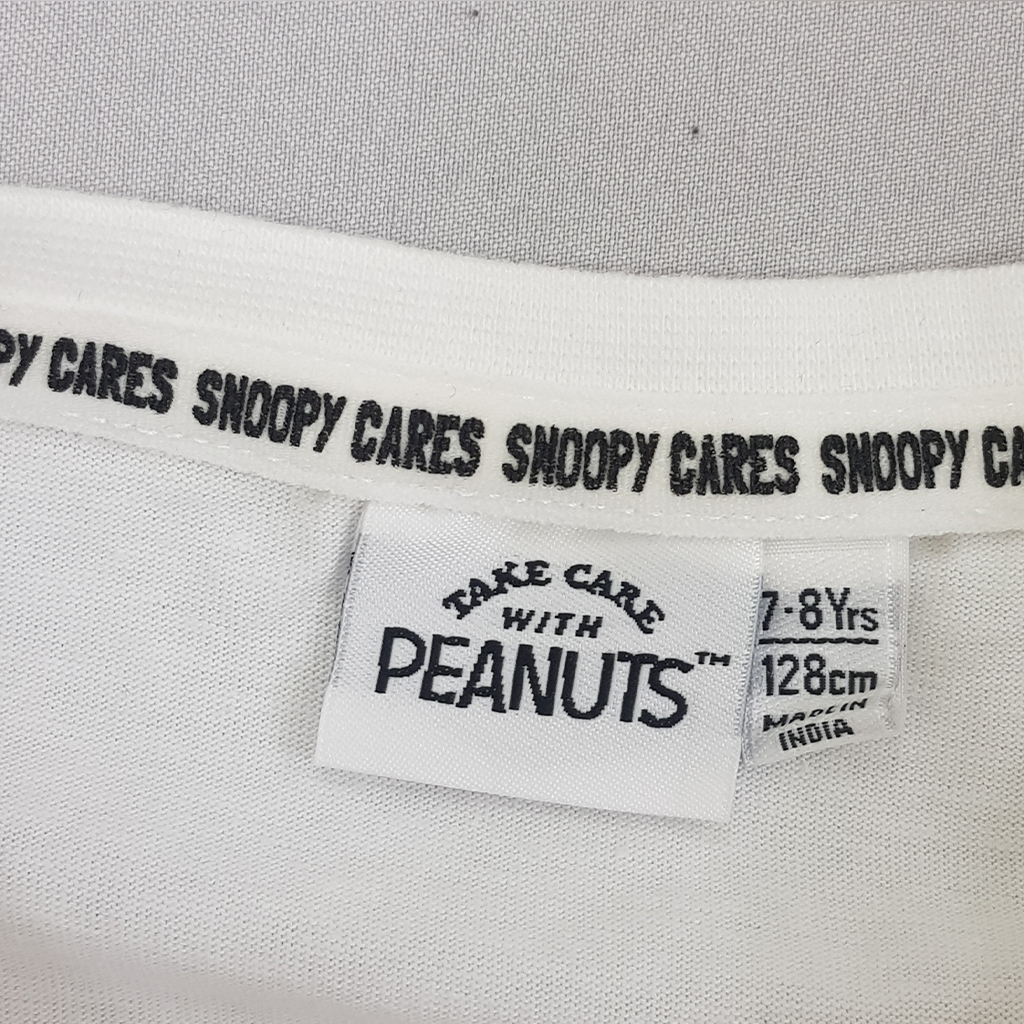 PY CARES SNOOPY CARES SNOOPY CARES SNOOPY CA
TAKE CARE
WITH
PEANUTS™
7-8Yrs
128cm
MADE IN
INDIA